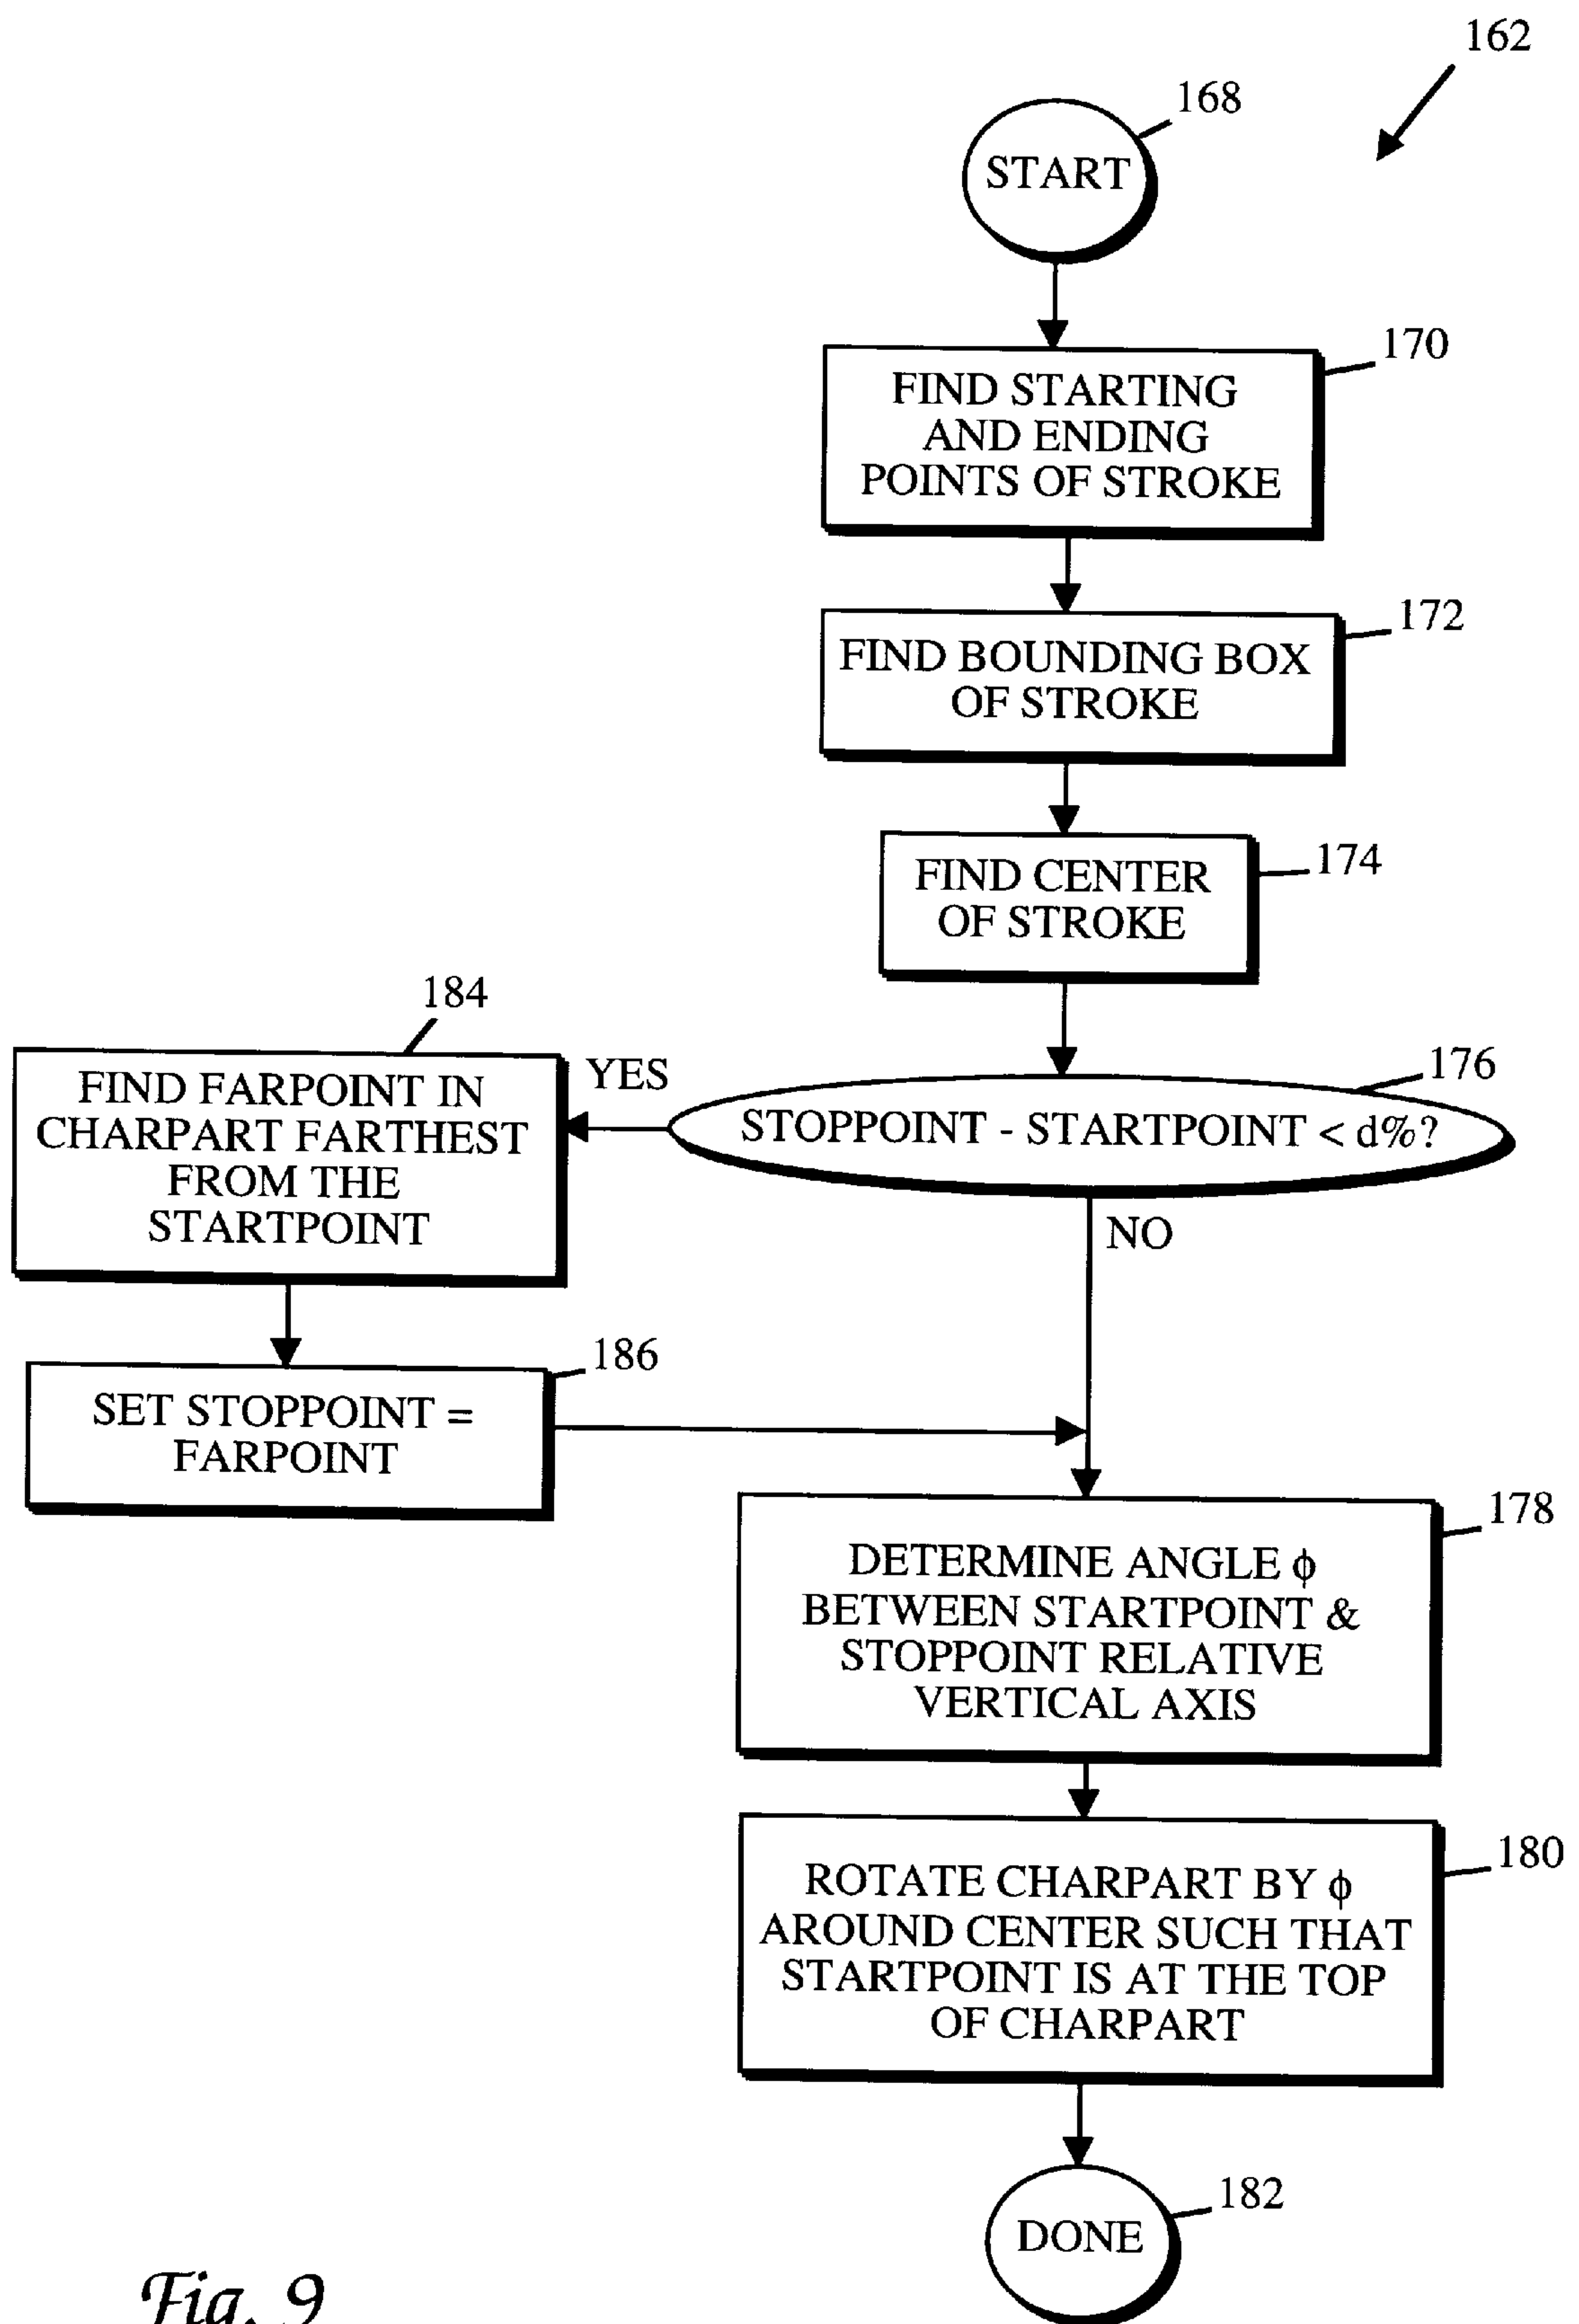 162
168
START
170
FIND STARTING
AND ENDING
POINTS OF STROKE
172
FIND BOUNDING BOX
OF STROKE
174
FIND CENTER
OF STROKE
184
FIND FARPOINT IN
CHARPART FARTHEST
FROM THE
STARTPOINT
YES
176
STOPPOINT - STARTPOINT < d%?
NO
186
SET STOPPOINT =
FARPOINT
178
DETERMINE ANGLE ϕ
BETWEEN STARTPOINT &
STOPPOINT RELATIVE
VERTICAL AXIS
180
ROTATE CHARPART BY ϕ
AROUND CENTER SUCH THAT
STARTPOINT IS AT THE TOP
OF CHARPART
182
DONE
Fig. 9